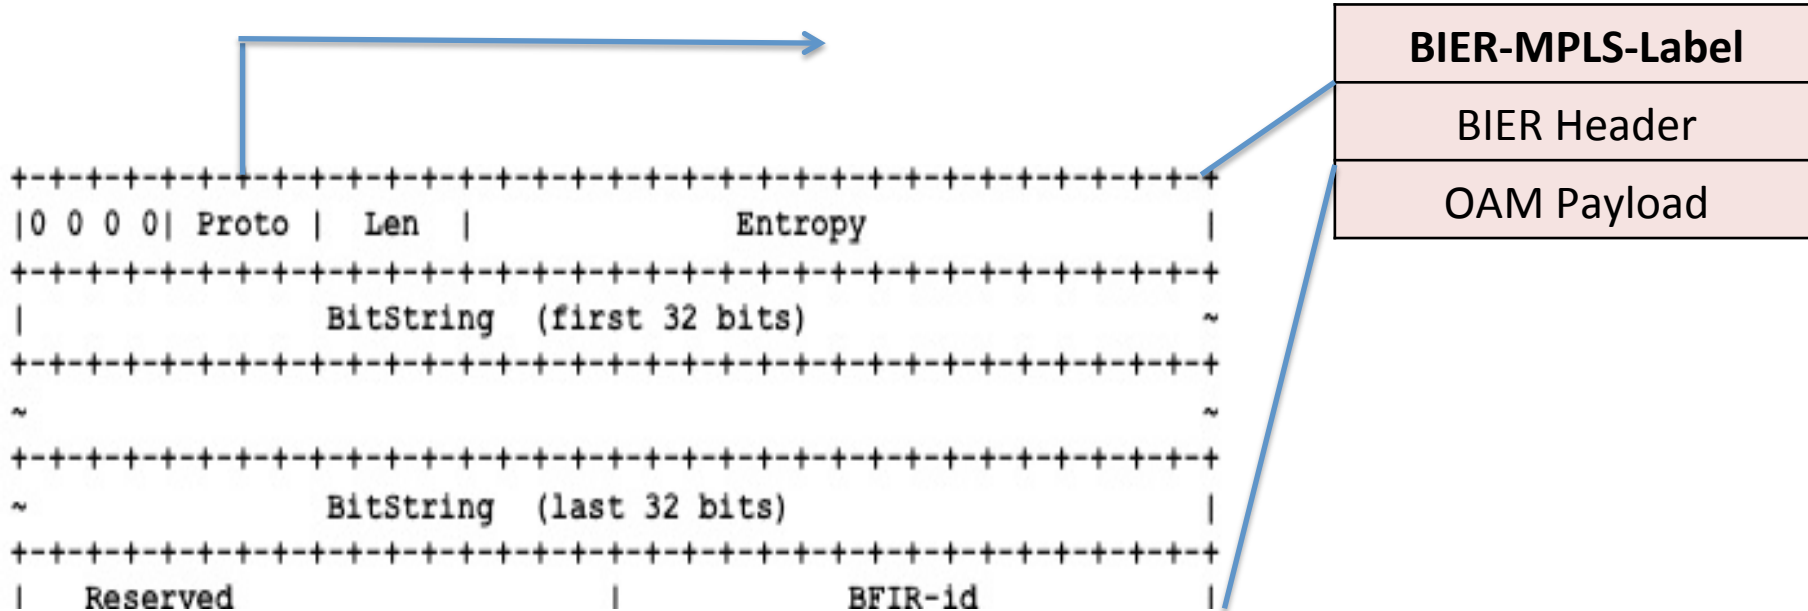 BIER-MPLS-Label
BIER Header
OAM Payload
+-+-+-+-+-+-+-+-+-+-+-+-+-+-+-+-+-+-+-+-+-+-+-+-+-+-+-+-+-+-+-+-+
|0 0 0 0| Proto |  Len  |              Entropy                  |
+-+-+-+-+-+-+-+-+-+-+-+-+-+-+-+-+-+-+-+-+-+-+-+-+-+-+-+-+-+-+-+-+
|                BitString  (first 32 bits)                     ~
+-+-+-+-+-+-+-+-+-+-+-+-+-+-+-+-+-+-+-+-+-+-+-+-+-+-+-+-+-+-+-+-+
~                                                               ~
+-+-+-+-+-+-+-+-+-+-+-+-+-+-+-+-+-+-+-+-+-+-+-+-+-+-+-+-+-+-+-+-+
~                BitString  (last 32 bits)                      |
+-+-+-+-+-+-+-+-+-+-+-+-+-+-+-+-+-+-+-+-+-+-+-+-+-+-+-+-+-+-+-+-+
|   Reserved                    |            BFIR-id            |